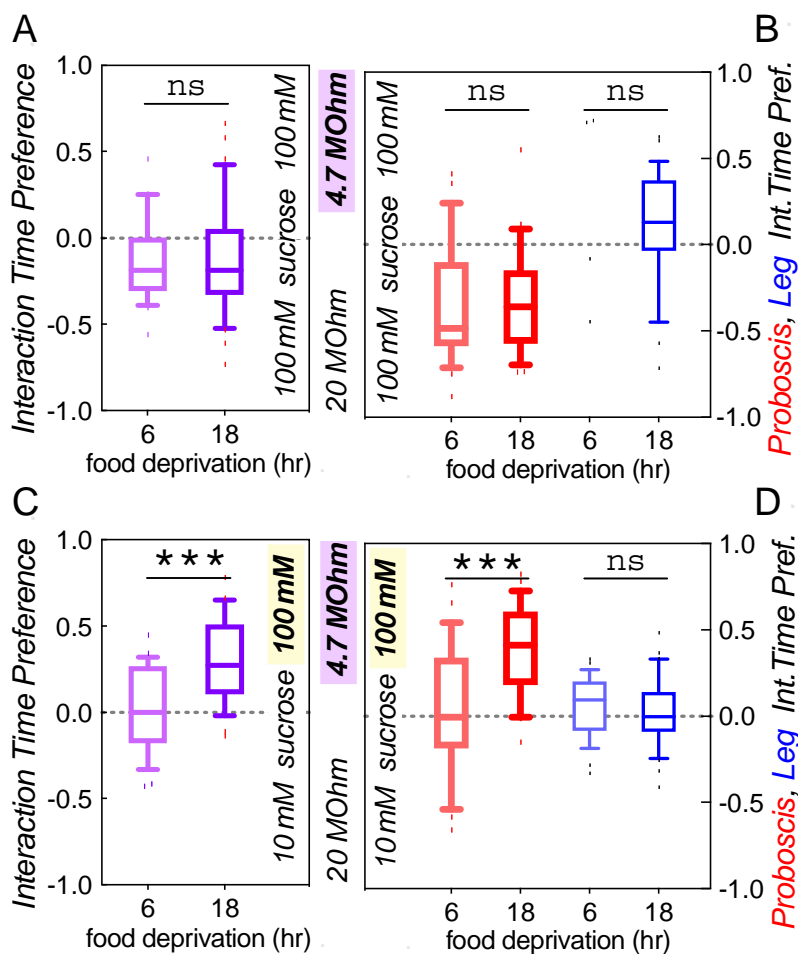 A
Interaction Time Preference
1.0
0.5
0.0
-0.5
-1.0
ns
6
18
food deprivation (hr)
100 mM sucrose 100 mM
20 MOhm 4.7 MOhm
B
100 mM sucrose 100 mM
ns
ns
1.0
0.5
0.0
-0.5
-1.0
6
18
6
18
food deprivation (hr)
Proboscis, Leg Int.Time Pref.
C
Interaction Time Preference
1.0
0.5
0.0
-0.5
-1.0
***
6
18
food deprivation (hr)
10 mM sucrose 100 mM
20 MOhm 4.7 MOhm
D
10 mM sucrose 100 mM
***
ns
1.0
0.5
0.0
-0.5
-1.0
6
18
6
18
food deprivation (hr)
Proboscis, Leg Int.Time Pref.